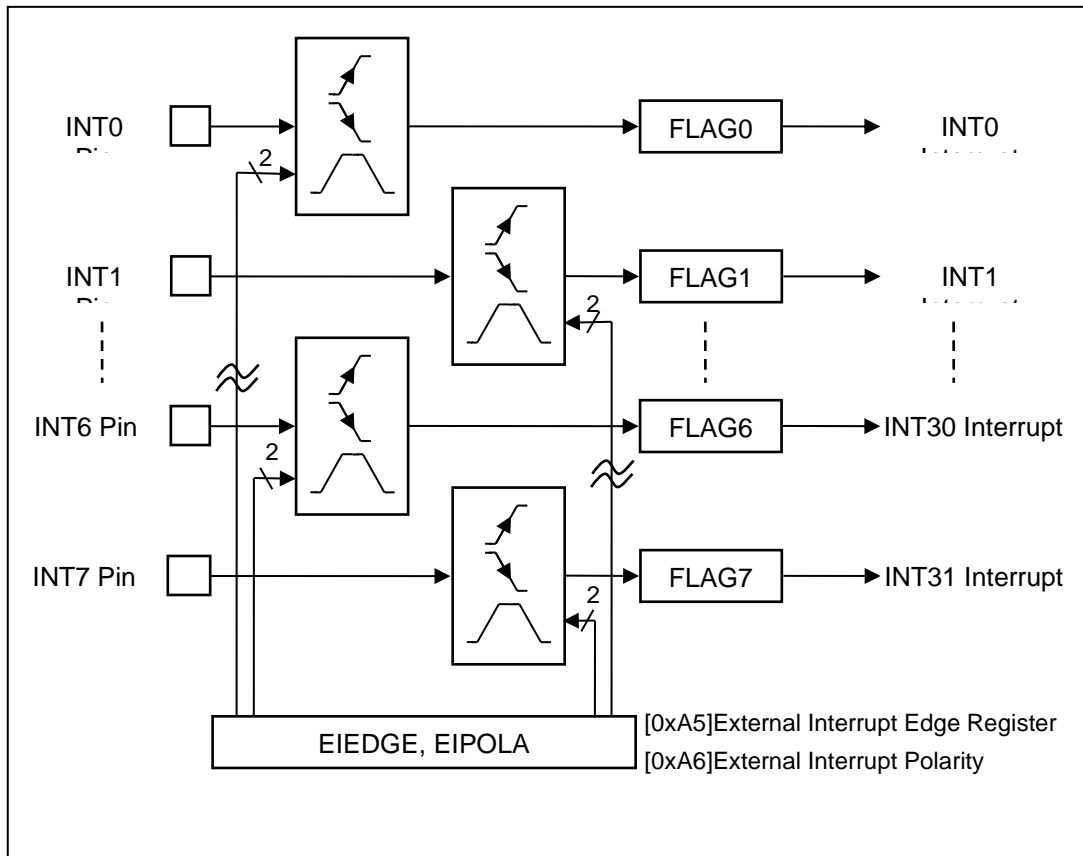 INT0
2
FLAG0
INT0
INT1
FLAG1
INT1
2
INT6 Pin
2
FLAG6
INT30 Interrupt
INT7 Pin
FLAG7
INT31 Interrupt
2
EIEDGE, EIPOLA
[0xA5]External Interrupt Edge Register
[0xA6]External Interrupt Polarity